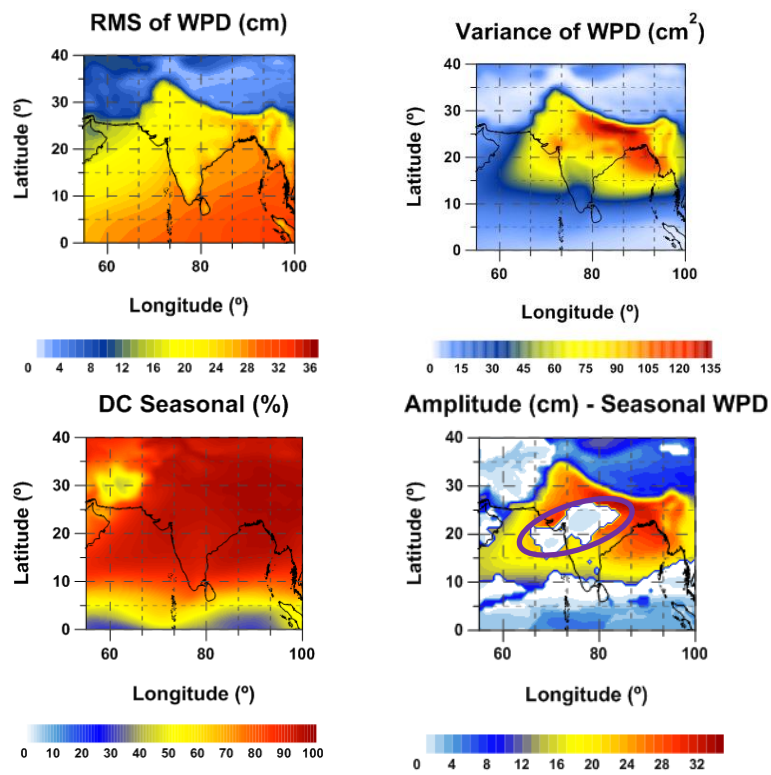 RMS of WPD (cm)
40
30
20
10
0
Latitude (º)
60
80
100
Longitude (º)
0 4 8 12 16 20 24 28 32 36
Variance of WPD (cm²)
40
30
20
10
0
Latitude (º)
60
80
100
Longitude (º)
0 15 30 45 60 75 90 105 120 135
DC Seasonal (%)
40
30
20
10
0
Latitude (º)
60
80
100
Longitude (º)
0 10 20 30 40 50 60 70 80 90 100
Amplitude (cm) - Seasonal WPD
40
30
20
10
0
Latitude (º)
60
80
100
Longitude (º)
0 4 8 12 16 20 24 28 32